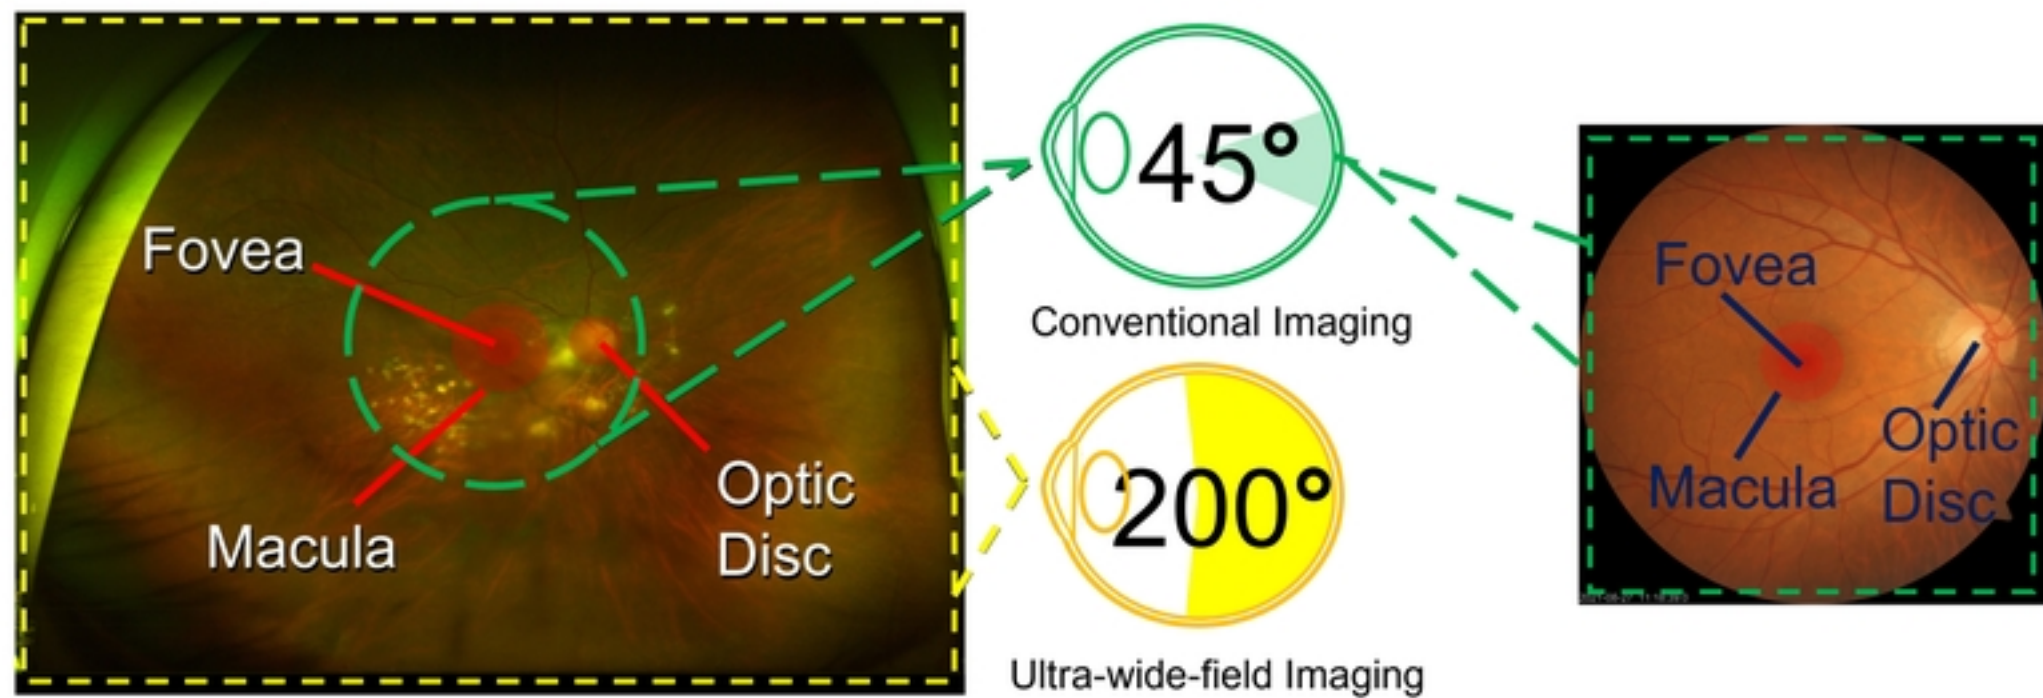 Fovea
Macula
Optic
Disc
45°
Conventional Imaging
200°
Ultra-wide-field Imaging
Fovea
Macula
Optic
Disc